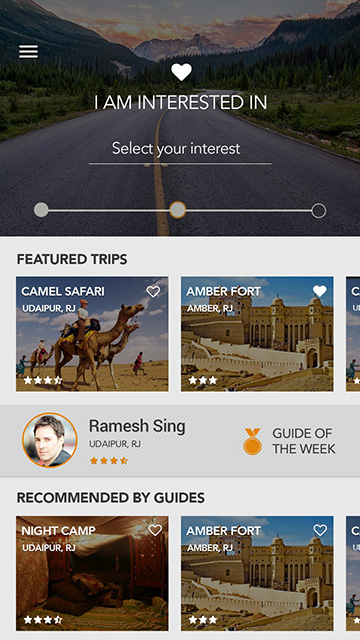 I AM INTERESTED IN
Select your interest
FEATURED TRIPS
CAMEL SAFARI
UDAIPUR, RJ
AMBER FORT
AMBER, RJ
CA
Ramesh Sing
UDAIPUR, RJ
GUIDE OF
THE WEEK
RECOMMENDED BY GUIDES
NIGHT CAMP
UDAIPUR, RJ
AMBER FORT
AMBER, RJ